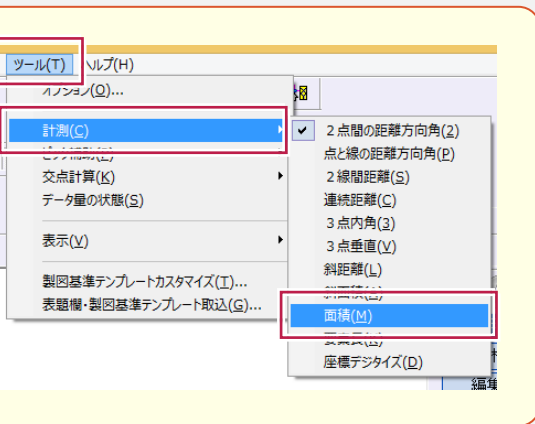 ツール(T) ヘルプ(H)
オプション(O)...
計測(C)
交点計算(K)
データ量の状態(S)
表示(V)
製図基準テンプレートカスタマイズ(T)...
表題欄・製図基準テンプレート取込(G)...
２点間の距離方向角(2)
点と線の距離方向角(P)
２線間距離(S)
連続距離(C)
３点内角(3)
３点垂直(V)
斜距離(L)
面積(M)
座標デジタイズ(D)
編集